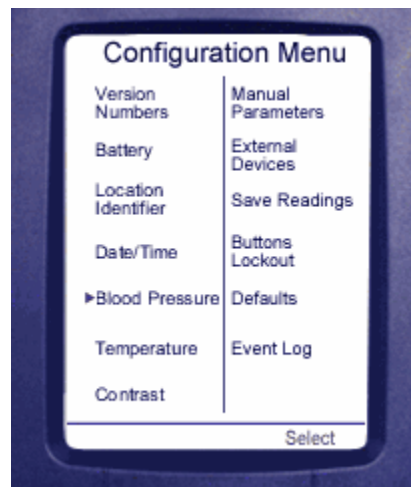 Configuration Menu
Version
Numbers
Battery
Location
Identifier
Date/Time
▶Blood Pressure
Temperature
Contrast
Manual
Parameters
External
Devices
Save Readings
Buttons
Lockout
Defaults
Event Log
Select